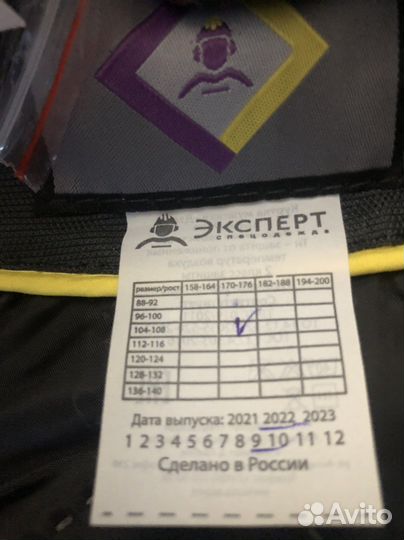 ЭКСПЕРТ
СПЕЦОДЕЖДА
размеры/рост 158-164 170-176 182-188 194-200
88-92
96-100
104-108
112-116
120-124
128-132
136-140
Дата выпуска: 2021 2022 2023
1 2 3 4 5 6 7 8 9 10 11 12
Сделано в России
Avito